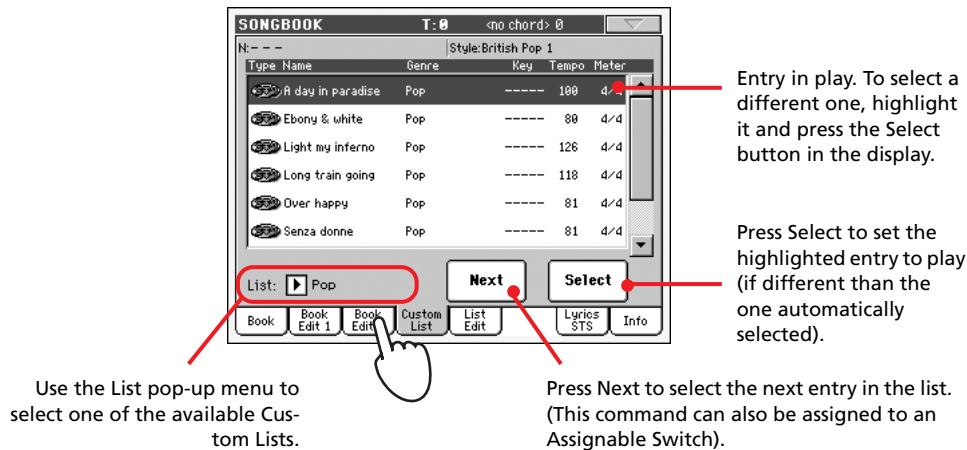 SONGBOOK T:0 <no chord> 0
N:--- Style:British Pop 1
Type Name Genre Key Tempo Meter
A day in paradise Pop ----- 100 4/4
Ebony & white Pop ----- 80 4/4
Light my inferno Pop ----- 126 4/4
Long train going Pop ----- 118 4/4
Over happy Pop ----- 81 4/4
Senza donne Pop ----- 81 4/4
List: Pop
Next
Select
Book
Book
Edit 1
Book
Edit
Custom
List
List
Edit
Lyrics
STS
Info
Entry in play. To select a
different one, highlight
it and press the Select
button in the display.
Press Select to set the
highlighted entry to play
(if different than the
one automatically
selected).
Use the List pop-up menu to
select one of the available Cus-
tom Lists.
Press Next to select the next entry in the list.
(This command can also be assigned to an
Assignable Switch).